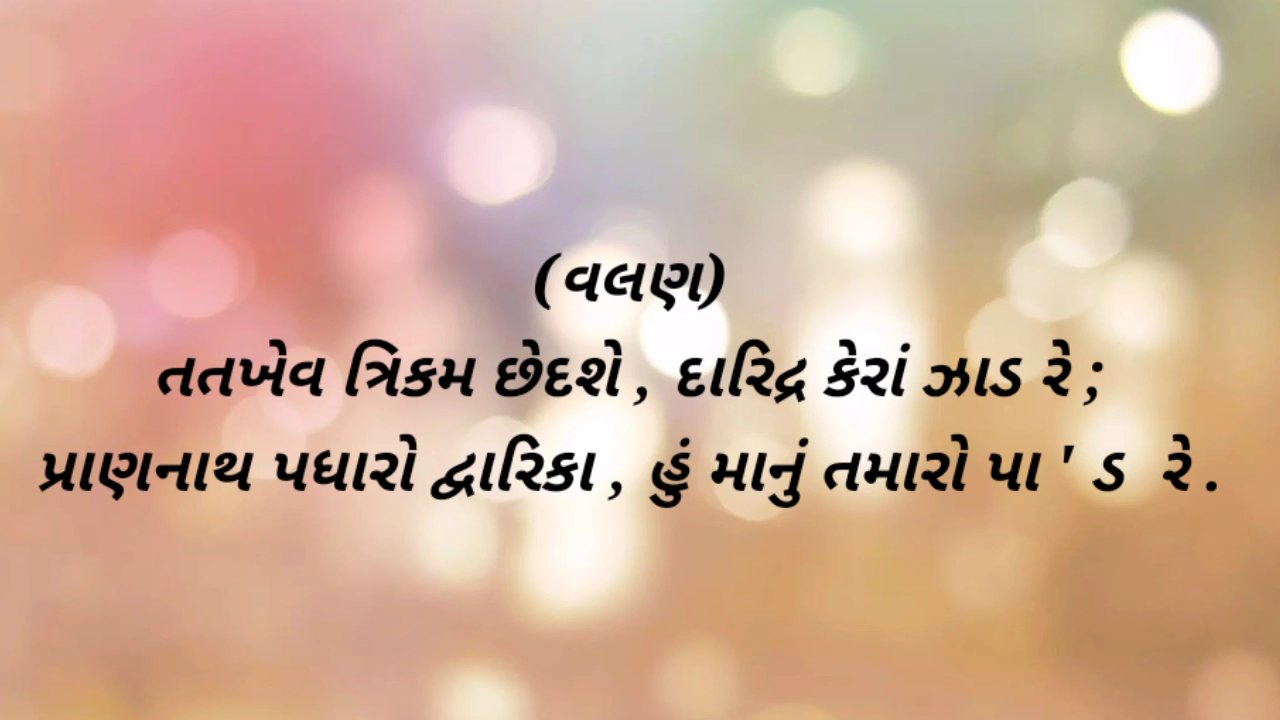 (વલણ)
તતખેવ ત્રિકમ છેદશે , દારિદ્ર કેરાં ઝાડ રે ;
પ્રાણનાથ પધારો દ્વારિકા , હું માનું તમારો પા ' ડ રે .